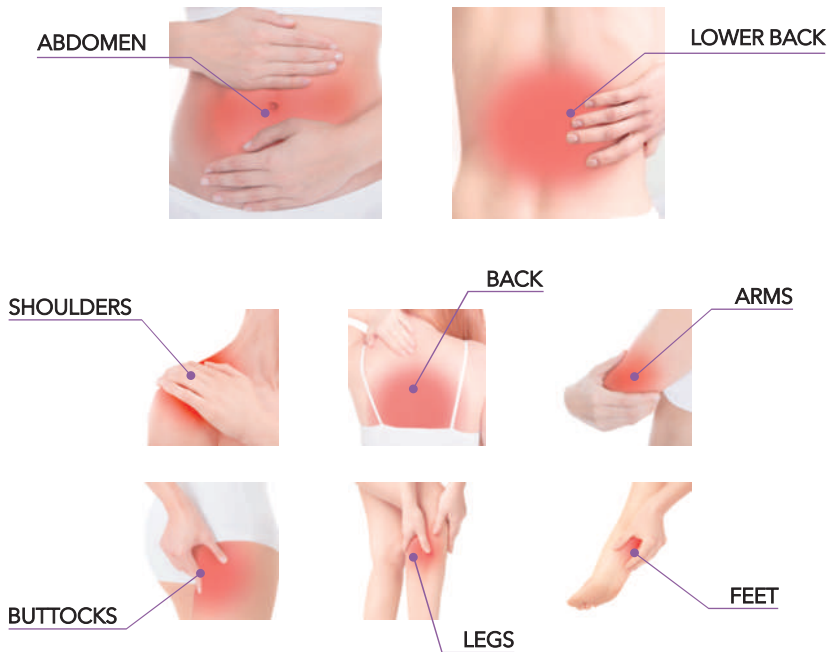 ABDOMEN
LOWER BACK
BACK
SHOULDERS
ARMS
BUTTOCKS
FEET
LEGS